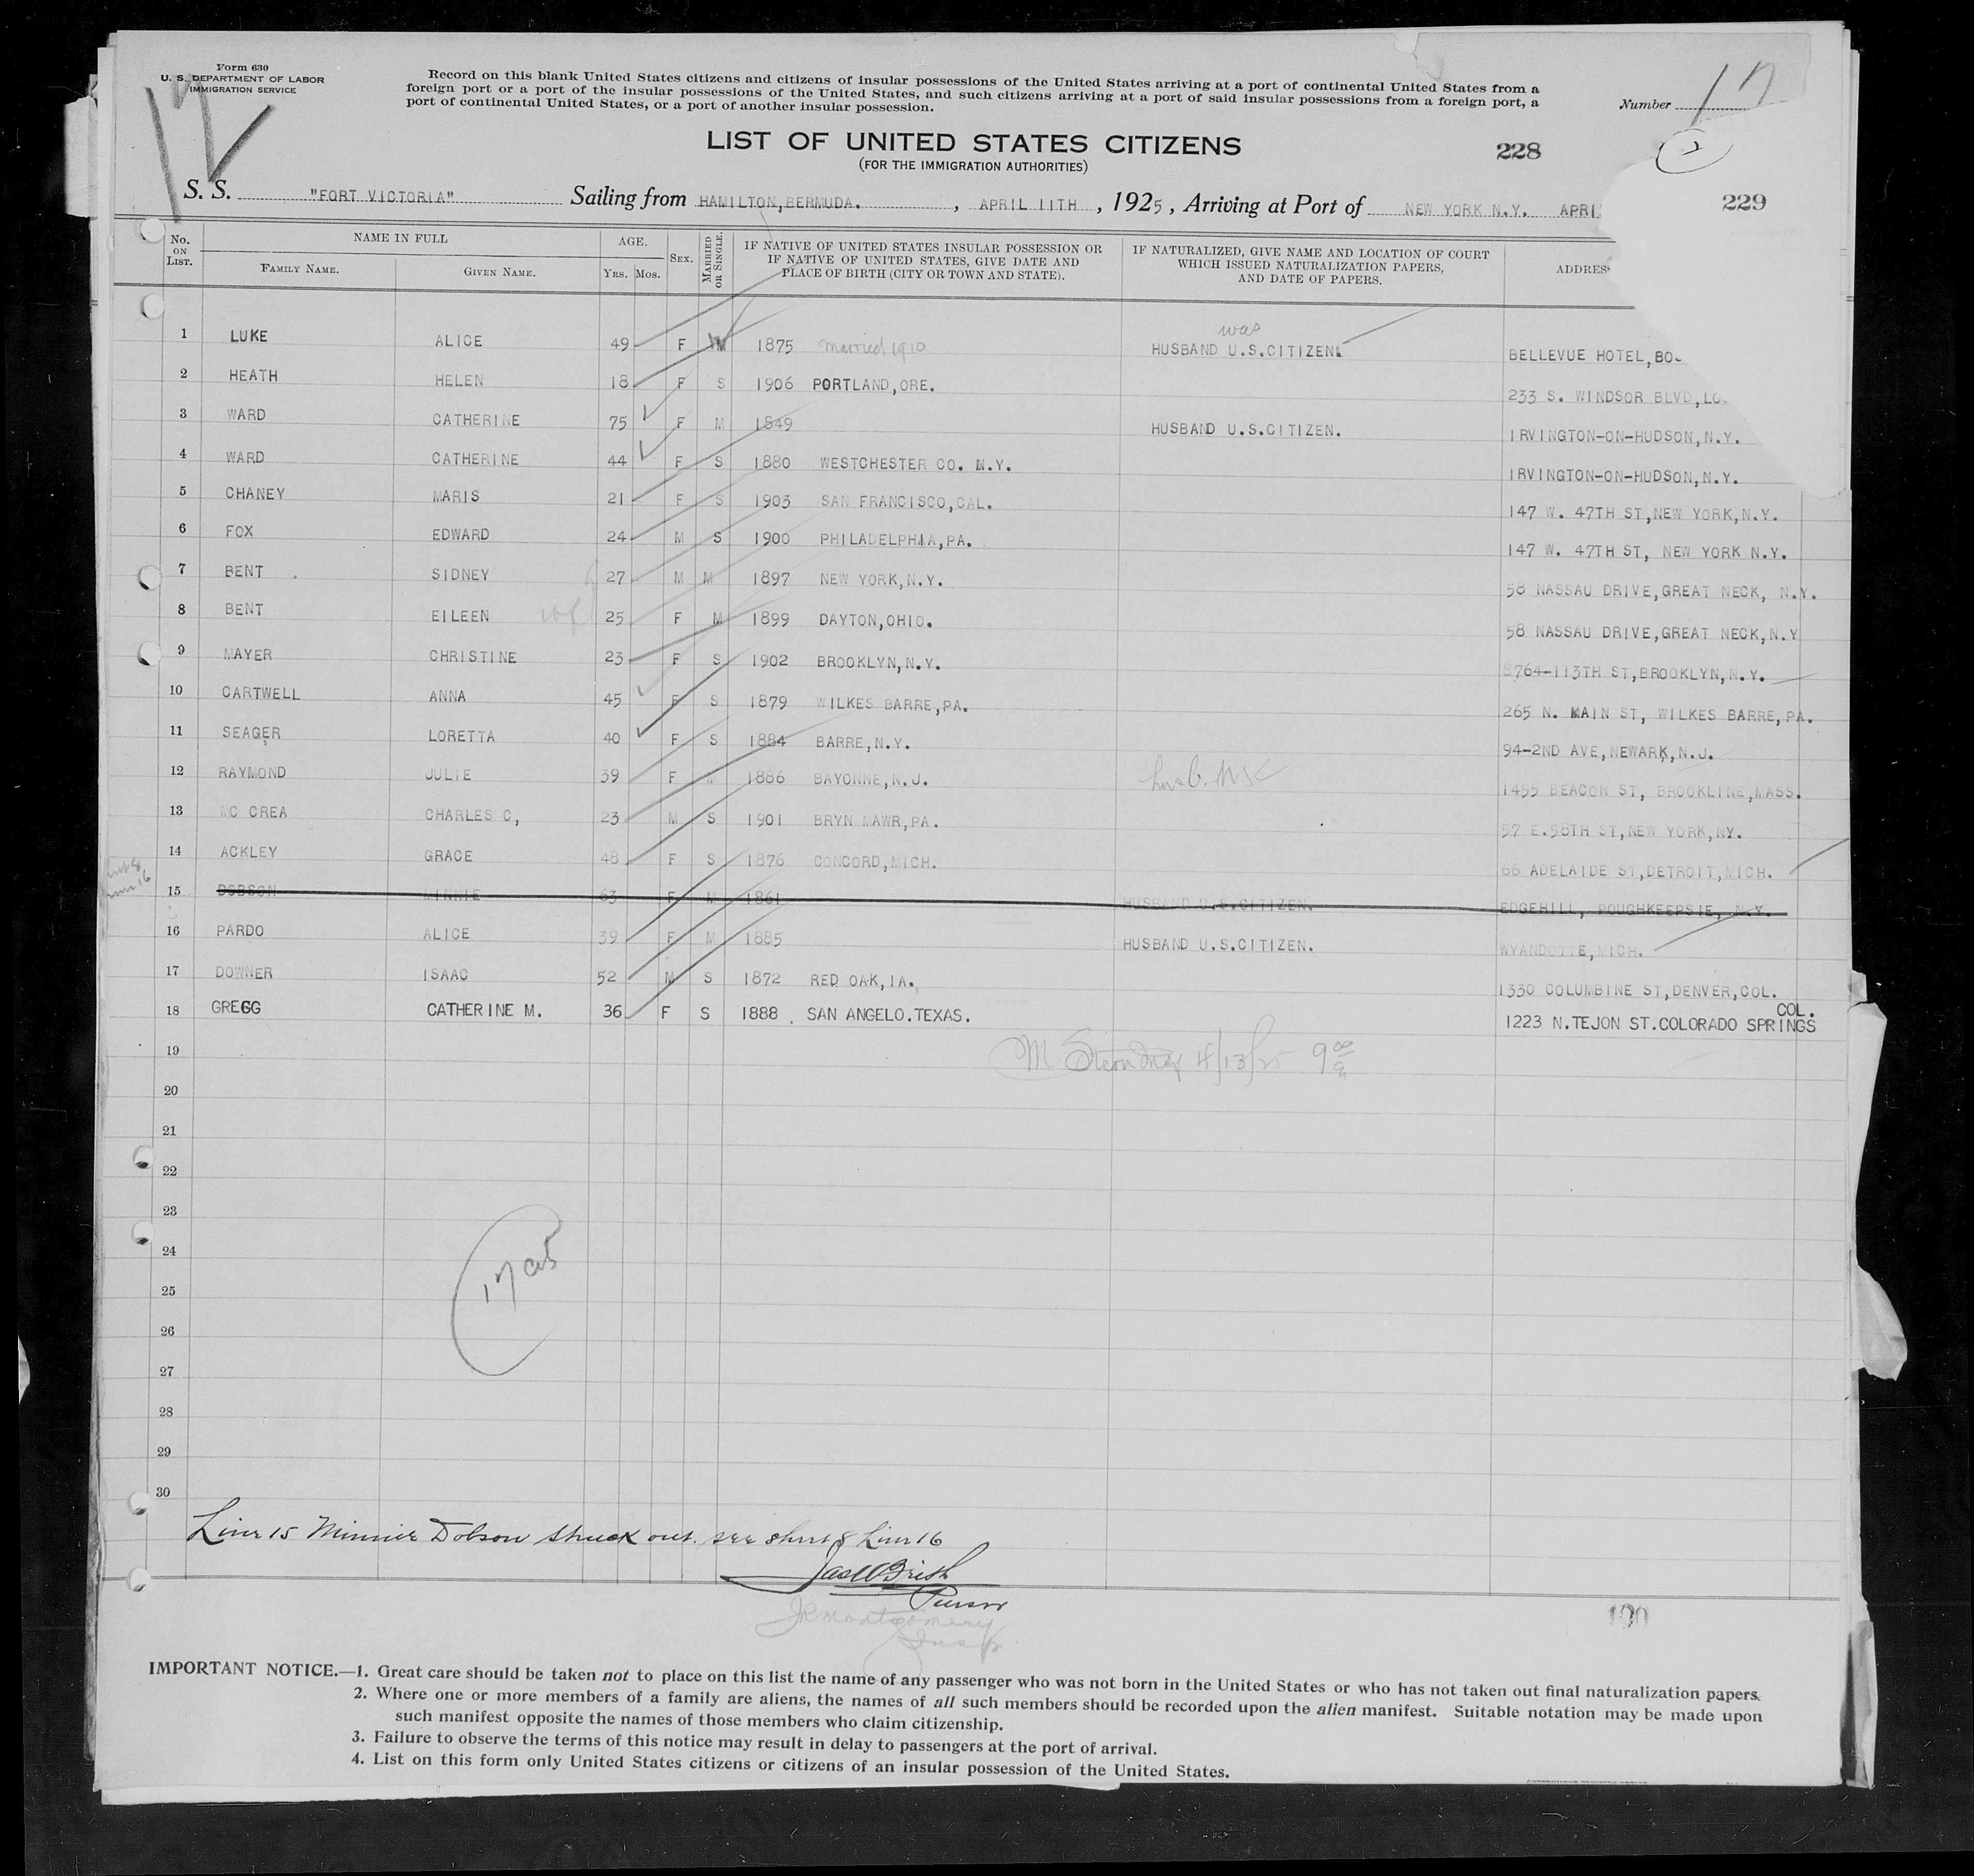 Form 630
U. S. DEPARTMENT OF LABOR
IMMIGRATION SERVICE
Record on this blank United States citizens and citizens of insular possessions of the United States arriving at a port of continental United States from a
foreign port or a port of the insular possessions of the United States, and such citizens arriving at a port of said insular possessions from a foreign port, a
port of continental United States, or a port of another insular possession.
Number 17
2
LIST OF UNITED STATES CITIZENS
(FOR THE IMMIGRATION AUTHORITIES)
228
229
S. S. "FORT VICTORIA" Sailing from HAMILTON,BERMUDA. , APRIL 11TH , 1925 , Arriving at Port of NEW YORK N.Y. APRI
No. ON LIST. NAME IN FULL AGE. SEX. MARRIED OR SINGLE. IF NATIVE OF UNITED STATES INSULAR POSSESSION OR IF NATIVE OF UNITED STATES, GIVE DATE AND PLACE OF BIRTH (CITY OR TOWN AND STATE). IF NATURALIZED, GIVE NAME AND LOCATION OF COURT WHICH ISSUED NATURALIZATION PAPERS, AND DATE OF PAPERS. ADDRES
FAMILY NAME. GIVEN NAME. YRS. MOS.
1 LUKE ALICE 49 F M 1875 married 1910 was HUSBAND U.S.CITIZEN. BELLEVUE HOTEL,BO
2 HEATH HELEN 18 F S 1906 PORTLAND,ORE. 233 S. WINDSOR BLVD,LO
3 WARD CATHERINE 75 F M 1849 HUSBAND U.S.CITIZEN. IRVINGTON-ON-HUDSON,N.Y.
4 WARD CATHERINE 44 F S 1880 WESTCHESTER CO. N.Y. IRVINGTON-ON-HUDSON,N.Y.
5 CHANEY MARIS 21 F S 1903 SAN FRANCISCO,CAL. 147 W. 47TH ST,NEW YORK,N.Y.
6 FOX EDWARD 24 M S 1900 PHILADELPHIA,PA. 147 W. 47TH ST, NEW YORK N.Y.
7 BENT SIDNEY 27 M M 1897 NEW YORK,N.Y. 58 NASSAU DRIVE,GREAT NECK, N.Y.
8 BENT EILEEN wf 25 F M 1899 DAYTON,OHIO. 58 NASSAU DRIVE,GREAT NECK,N.Y
9 MAYER CHRISTINE 23 F S 1902 BROOKLYN,N.Y. 8764-113TH ST,BROOKLYN,N.Y.
10 CARTWELL ANNA 45 F S 1879 WILKES BARRE,PA. 265 N. MAIN ST, WILKES BARRE,PA.
11 SEAGER LORETTA 40 F S 1884 BARRE,N.Y. 94-2ND AVE,NEWARK,N.J.
12 RAYMOND JULIE 39 F M 1886 BAYONNE,N.J. husb. USC 1455 BEACON ST, BROOKLINE,MASS.
13 MC CREA CHARLES C, 23 M S 1901 BRYN MAWR,PA. 57 E.58TH ST,NEW YORK,NY.
14 ACKLEY GRACE 48 F S 1876 CONCORD,MICH. 66 ADELAIDE ST,DETROIT,MICH.
15 DOBSON MINNIE 63 F M 1861 HUSBAND U.S.CITIZEN. EDGEHILL, POUGHKEEPSIE, N.Y.
16 PARDO ALICE 39 F M 1885 HUSBAND U.S.CITIZEN. WYANDOTTE,MICH.
17 DOWNER ISAAC 52 M S 1872 RED OAK,IA. 1330 COLUMBINE ST,DENVER,COL.
18 GREGG CATHERINE M. 36 F S 1888 SAN ANGELO.TEXAS. 1223 N.TEJON ST.COLORADO SPRINGS COL.
19 4/13/25 9
20
21
22
23
24
25
26
27
28
29
30
Line 15 Minnie Dobson struck out. see sheet 8 Line 16
Purser
JR Montgomery
Insp
IMPORTANT NOTICE.—1. Great care should be taken not to place on this list the name of any passenger who was not born in the United States or who has not taken out final naturalization papers.
2. Where one or more members of a family are aliens, the names of all such members should be recorded upon the alien manifest. Suitable notation may be made upon
such manifest opposite the names of those members who claim citizenship.
3. Failure to observe the terms of this notice may result in delay to passengers at the port of arrival.
4. List on this form only United States citizens or citizens of an insular possession of the United States.